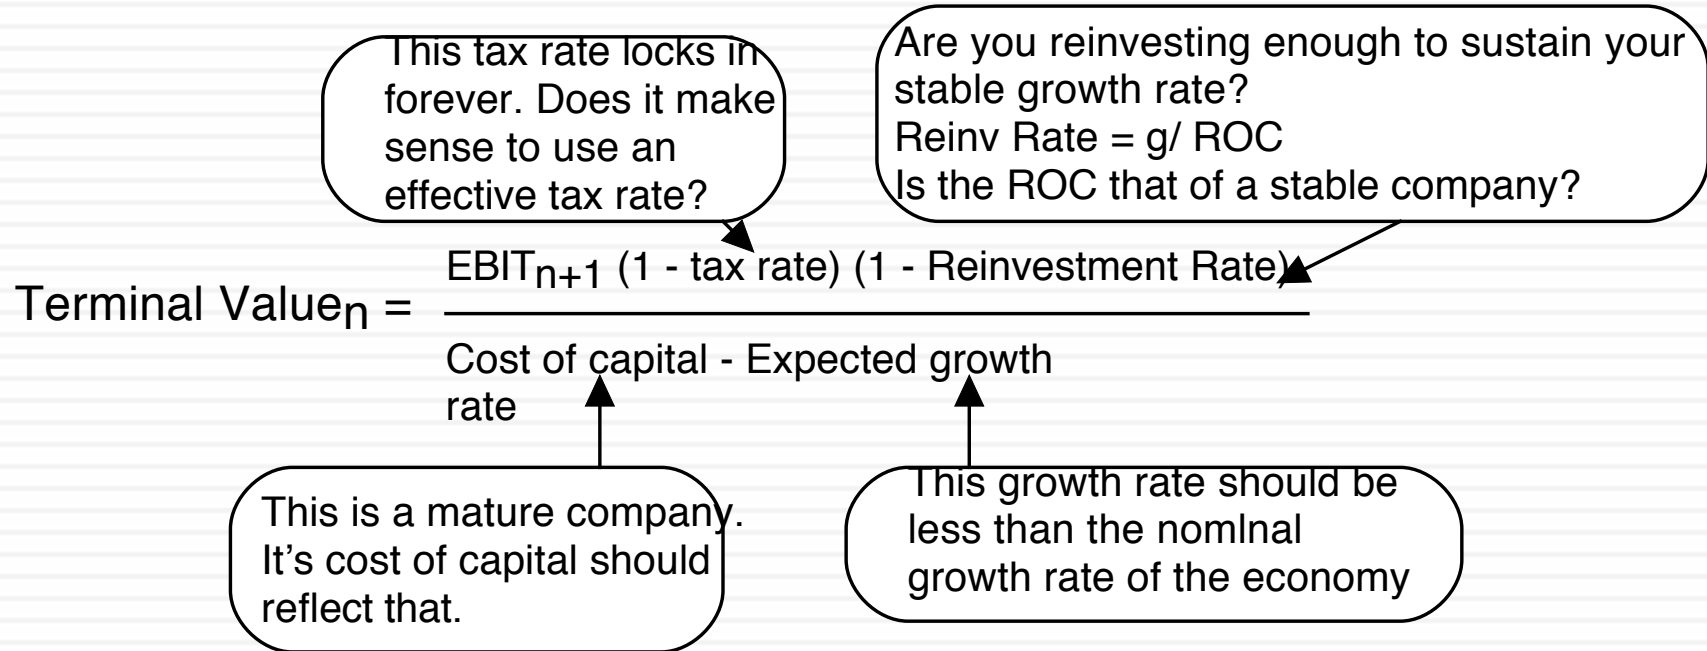 This tax rate locks in
forever. Does it make
sense to use an
effective tax rate?
Are you reinvesting enough to sustain your
stable growth rate?
Reinv Rate = g/ ROC
Is the ROC that of a stable company?
EBITn+1 (1 - tax rate) (1 - Reinvestment Rate)
Terminal Valuen =
Cost of capital - Expected growth
rate
This is a mature company.
It's cost of capital should
reflect that.
This growth rate should be
less than the nomInal
growth rate of the economy